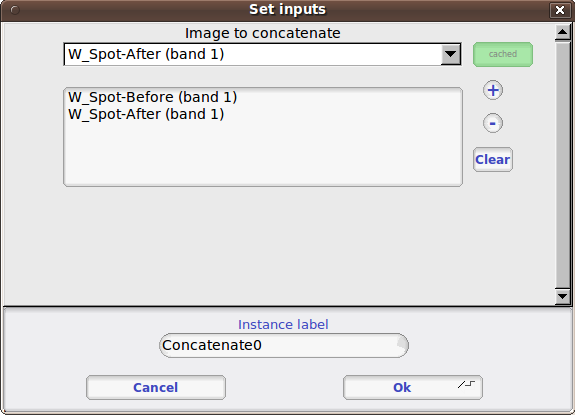 Set inputs
Image to concatenate
W_Spot-After (band 1)
cached
W_Spot-Before (band 1)
W_Spot-After (band 1)
+
-
Clear
Instance label
Concatenate0
Cancel
Ok